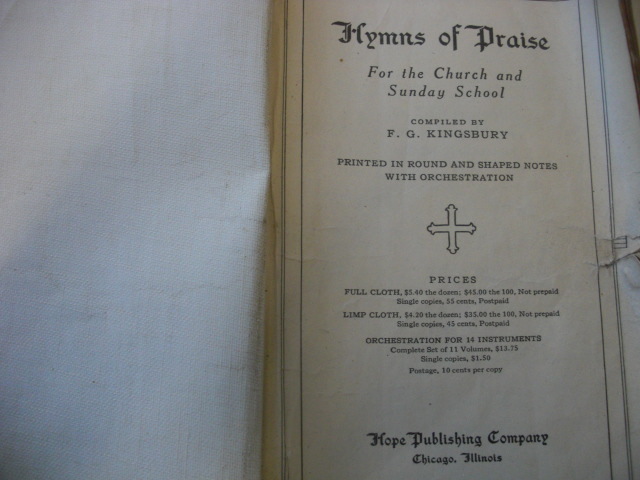 Hymns of Praise
For the Church and
Sunday School
COMPILED BY
F. G. KINGSBURY
PRINTED IN ROUND AND SHAPED NOTES
WITH ORCHESTRATION
PRICES
FULL CLOTH, $5.40 the dozen; $45.00 the 100, Not prepaid
Single copies, 55 cents, Postpaid
LIMP CLOTH, $4.20 the dozen; $35.00 the 100, Not prepaid
Single copies, 45 cents, Postpaid
ORCHESTRATION FOR 14 INSTRUMENTS
Complete Set of 11 Volumes, $13.75
Single copies, $1.50
Postage, 10 cents per copy
Hope Publishing Company
Chicago, Illinois